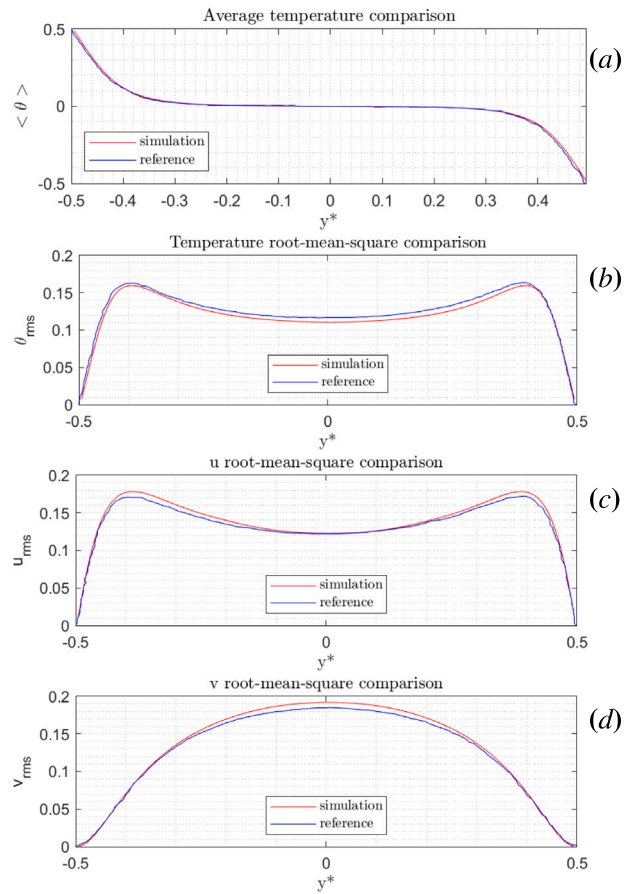 Average temperature comparison
(a)
0.5
0
-0.5
< θ >
simulation
reference
-0.5 -0.4 -0.3 -0.2 -0.1 0 0.1 0.2 0.3 0.4
y*
Temperature root-mean-square comparison
(b)
0.2
0.15
0.1
0.05
0
θrms
simulation
reference
-0.5 0 0.5
y*
u root-mean-square comparison
(c)
0.2
0.15
0.1
0.05
0
urms
simulation
reference
-0.5 0 0.5
y*
v root-mean-square comparison
(d)
0.2
0.15
0.1
0.05
0
vrms
simulation
reference
-0.5 0 0.5
y*